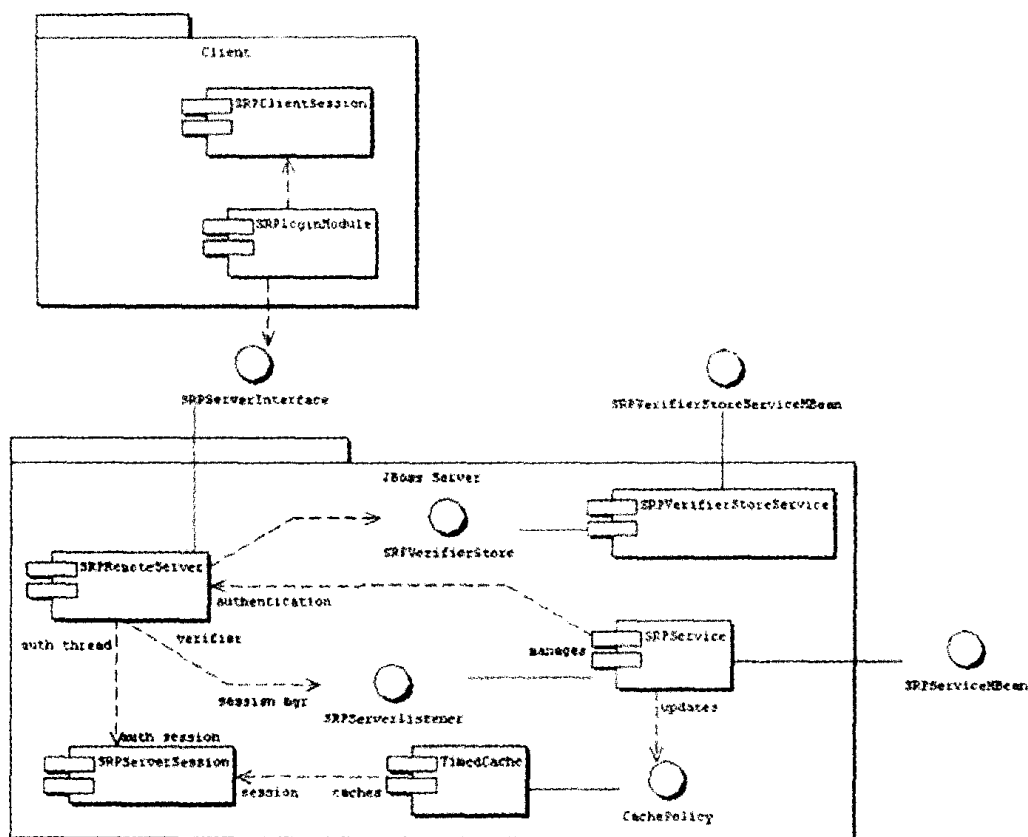 Client
SRPClientSession
SRPLoginModule
SRPServerInterface
SRPVerifierStoreServiceMBean
JBoss Server
SRPVerifierStoreService
SRPVerifierStore
SRPRemoteServer
authentication
SRPService
auth thread
verifier
manages
session mgr
SRPServerListener
SRPServiceMBean
updates
auth session
SRPServerSession
TimedCache
session
caches
CachePolicy